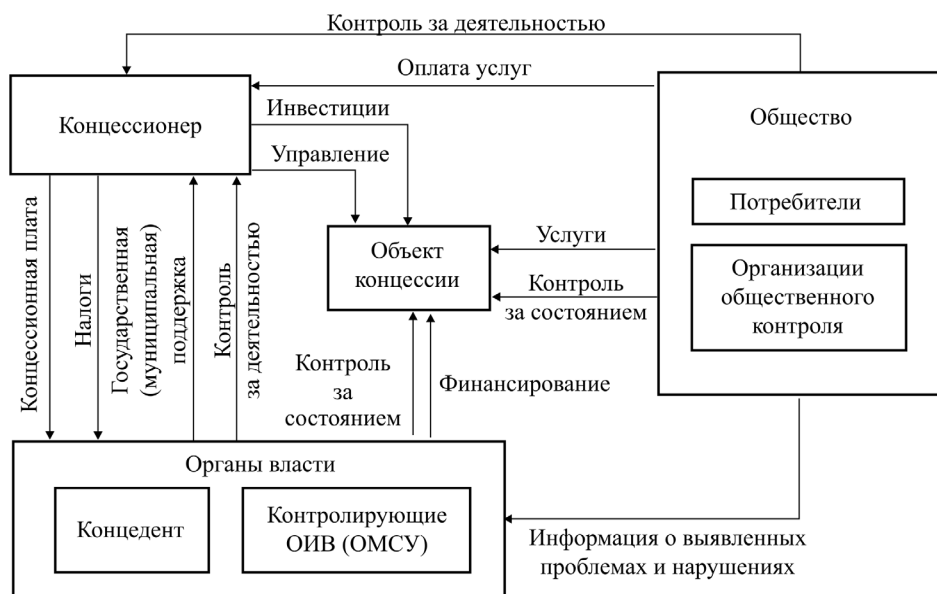 Контроль за деятельностью
Оплата услуг
Концессионер
Инвестиции
Управление
Общество
Потребители
Организации
общественного
контроля
Объект
концессии
Услуги
Контроль
за состоянием
Концессионная плата
Налоги
Государственная
(муниципальная)
поддержка
Контроль
за деятельностью
Контроль
за
состоянием
Финансирование
Органы власти
Концедент
Контролирующие
ОИВ (ОМСУ)
Информация о выявленных
проблемах и нарушениях